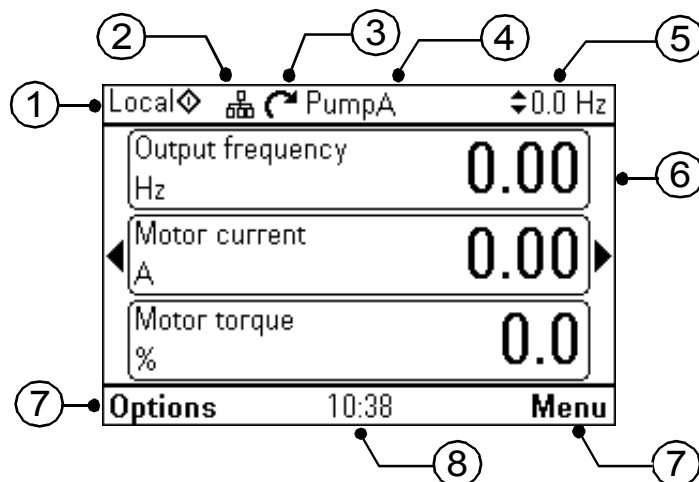 2 3 4 5
1 Local PumpA 0.0 Hz
Output frequency 0.00
Hz
6
Motor current 0.00
A
Motor torque 0.0
%
7 Options 10:38 Menu
8 7